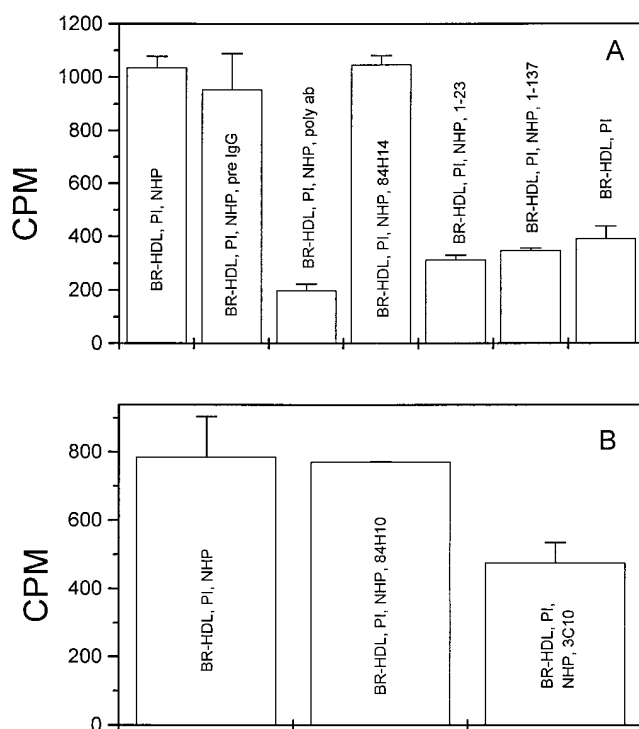 A
CPM
1200
1000
800
600
400
200
0
BR-HDL, PI, NHP
BR-HDL, PI, NHP, pre IgG
BR-HDL, PI, NHP, poly ab
BR-HDL, PI, NHP, 84H14
BR-HDL, PI, NHP, 1-23
BR-HDL, PI, NHP, 1-137
BR-HDL, PI
B
CPM
800
600
400
200
0
BR-HDL, PI, NHP
BR-HDL, PI, NHP, 84H10
BR-HDL, PI,
NHP, 3C10